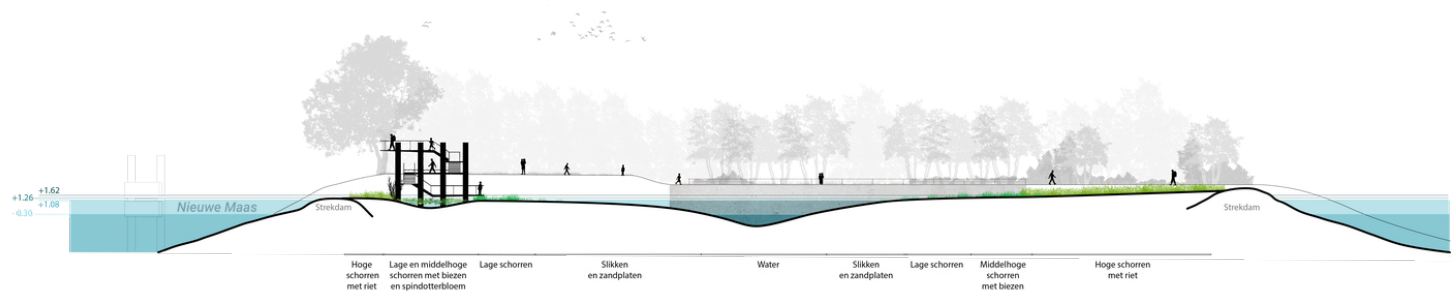 +1.62
+1.26
+1.08
-0.30
Nieuwe Maas
Strekdam
Strekdam
Hoge
schorren
met riet
Lage en middelhoge
schorren met biezen
en spindotterbloem
Lage schorren
Slikken
en zandplaten
Water
Slikken
en zandplaten
Lage schorren
Middelhoge
schorren
met biezen
Hoge schorren
met riet